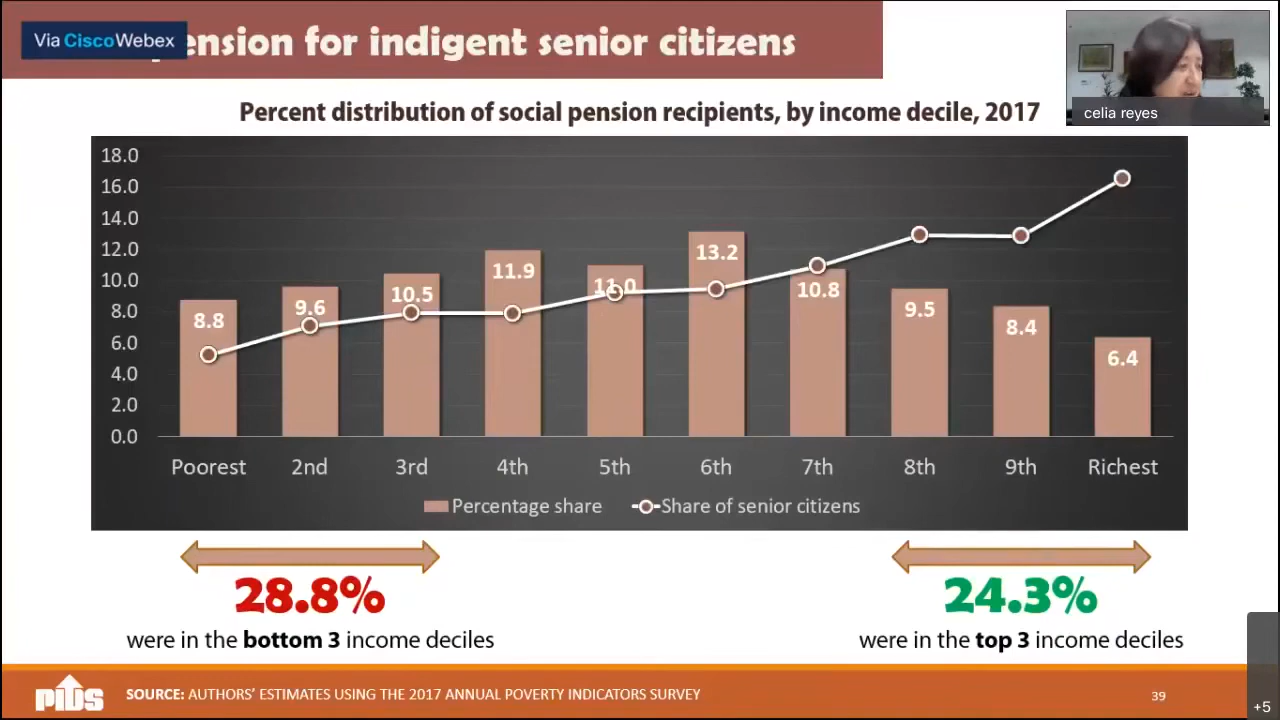 Via CiscoWebex
ension for indigent senior citizens
celia reyes
Percent distribution of social pension recipients, by income decile, 2017
18.0
16.0
14.0
12.0
10.0
8.0
6.0
4.0
2.0
0.0
8.8 9.6 10.5 11.9 11.0 13.2 10.8 9.5 8.4 6.4
Poorest 2nd 3rd 4th 5th 6th 7th 8th 9th Richest
Percentage share Share of senior citizens
28.8%
were in the bottom 3 income deciles
24.3%
were in the top 3 income deciles
pids
SOURCE: AUTHORS' ESTIMATES USING THE 2017 ANNUAL POVERTY INDICATORS SURVEY
39
+5